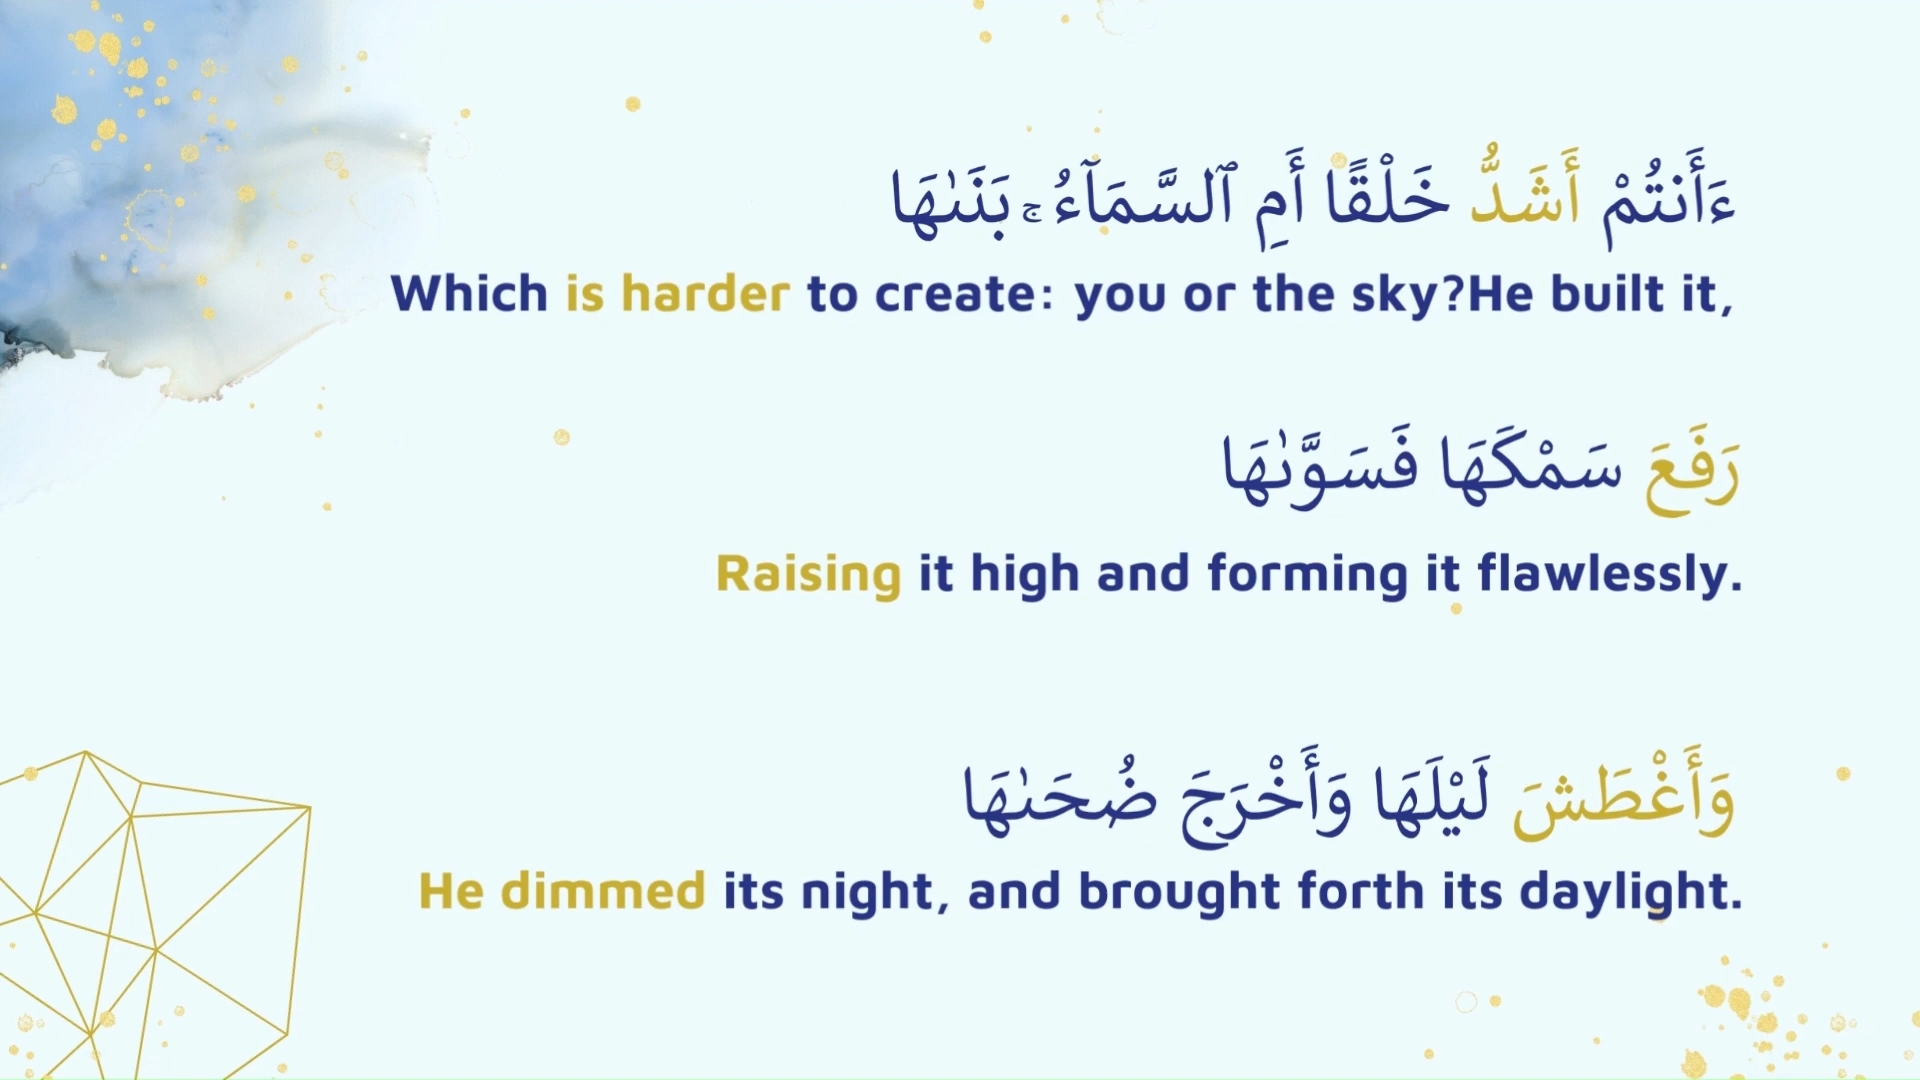 ءَأَنتُمْ أَشَدُّ خَلْقًا أَمِ ٱلسَّمَآءُ ۚ بَنَىٰهَا
Which is harder to create: you or the sky?He built it,
رَفَعَ سَمْكَهَا فَسَوَّىٰهَا
Raising it high and forming it flawlessly.
وَأَغْطَشَ لَيْلَهَا وَأَخْرَجَ ضُحَىٰهَا
He dimmed its night, and brought forth its daylight.